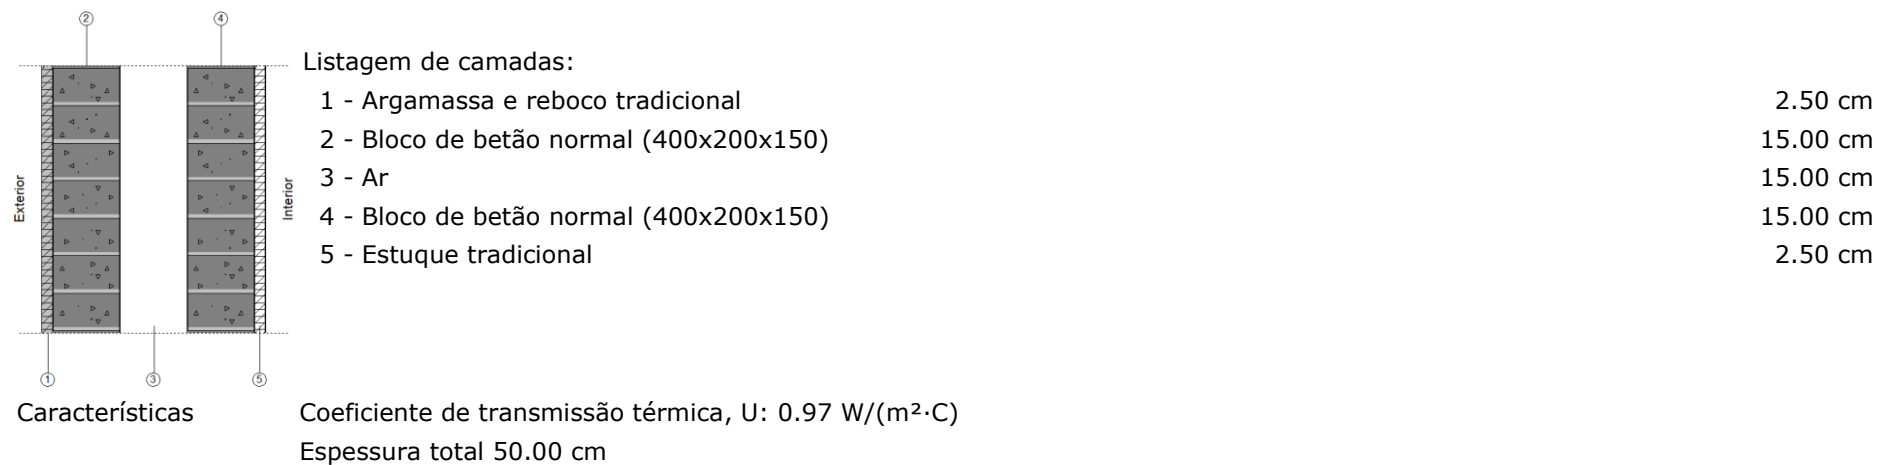 2 4
Listagem de camadas:
1 - Argamassa e reboco tradicional 2.50 cm
2 - Bloco de betão normal (400x200x150) 15.00 cm
3 - Ar 15.00 cm
4 - Bloco de betão normal (400x200x150) 15.00 cm
5 - Estuque tradicional 2.50 cm
Exterior
Interior
1 3 5
Características Coeficiente de transmissão térmica, U: 0.97 W/(m²·C)
Espessura total 50.00 cm